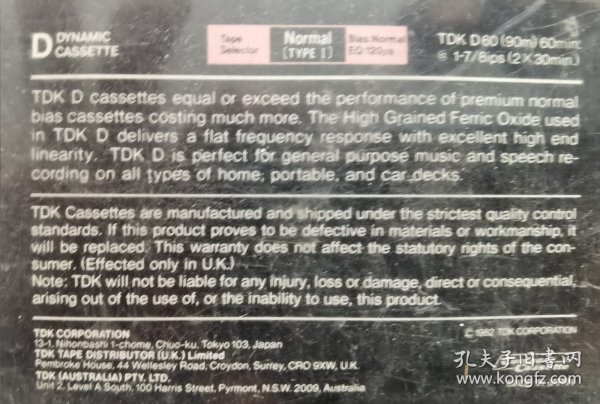 D DYNAMIC CASSETTE
Tape Selector
Normal [TYPE I]
Bias: Normal EQ: 120µs
TDK D60 (90m) 60min.
@ 1-7/8ips (2×30min.)
TDK D cassettes equal or exceed the performance of premium normal
bias cassettes costing much more. The High Grained Ferric Oxide used
in TDK D delivers a flat frequency response with excellent high end
linearity. TDK D is perfect for general purpose music and speech re-
cording on all types of home, portable, and car decks.
TDK Cassettes are manufactured and shipped under the strictest quality control
standards. If this product proves to be defective in materials or workmanship, it
will be replaced. This warranty does not affect the statutory rights of the con-
sumer. (Effected only in U.K.)
Note: TDK will not be liable for any injury, loss or damage, direct or consequential,
arising out of the use of, or the inability to use, this product.
TDK CORPORATION
© 1982 TDK CORPORATION
13-1, Nihonbashi 1-chome, Chuo-ku, Tokyo 103, Japan
TDK TAPE DISTRIBUTOR (U.K.) Limited
Pembroke House, 44 Wellesley Road, Croydon, Surrey, CRO 9XW, U.K.
TDK (AUSTRALIA) PTY. LTD.
Unit 2, Level A South, 100 Harris Street, Pyrmont, N.S.W. 2009, Australia
孔夫子旧书网
www.kongfz.com